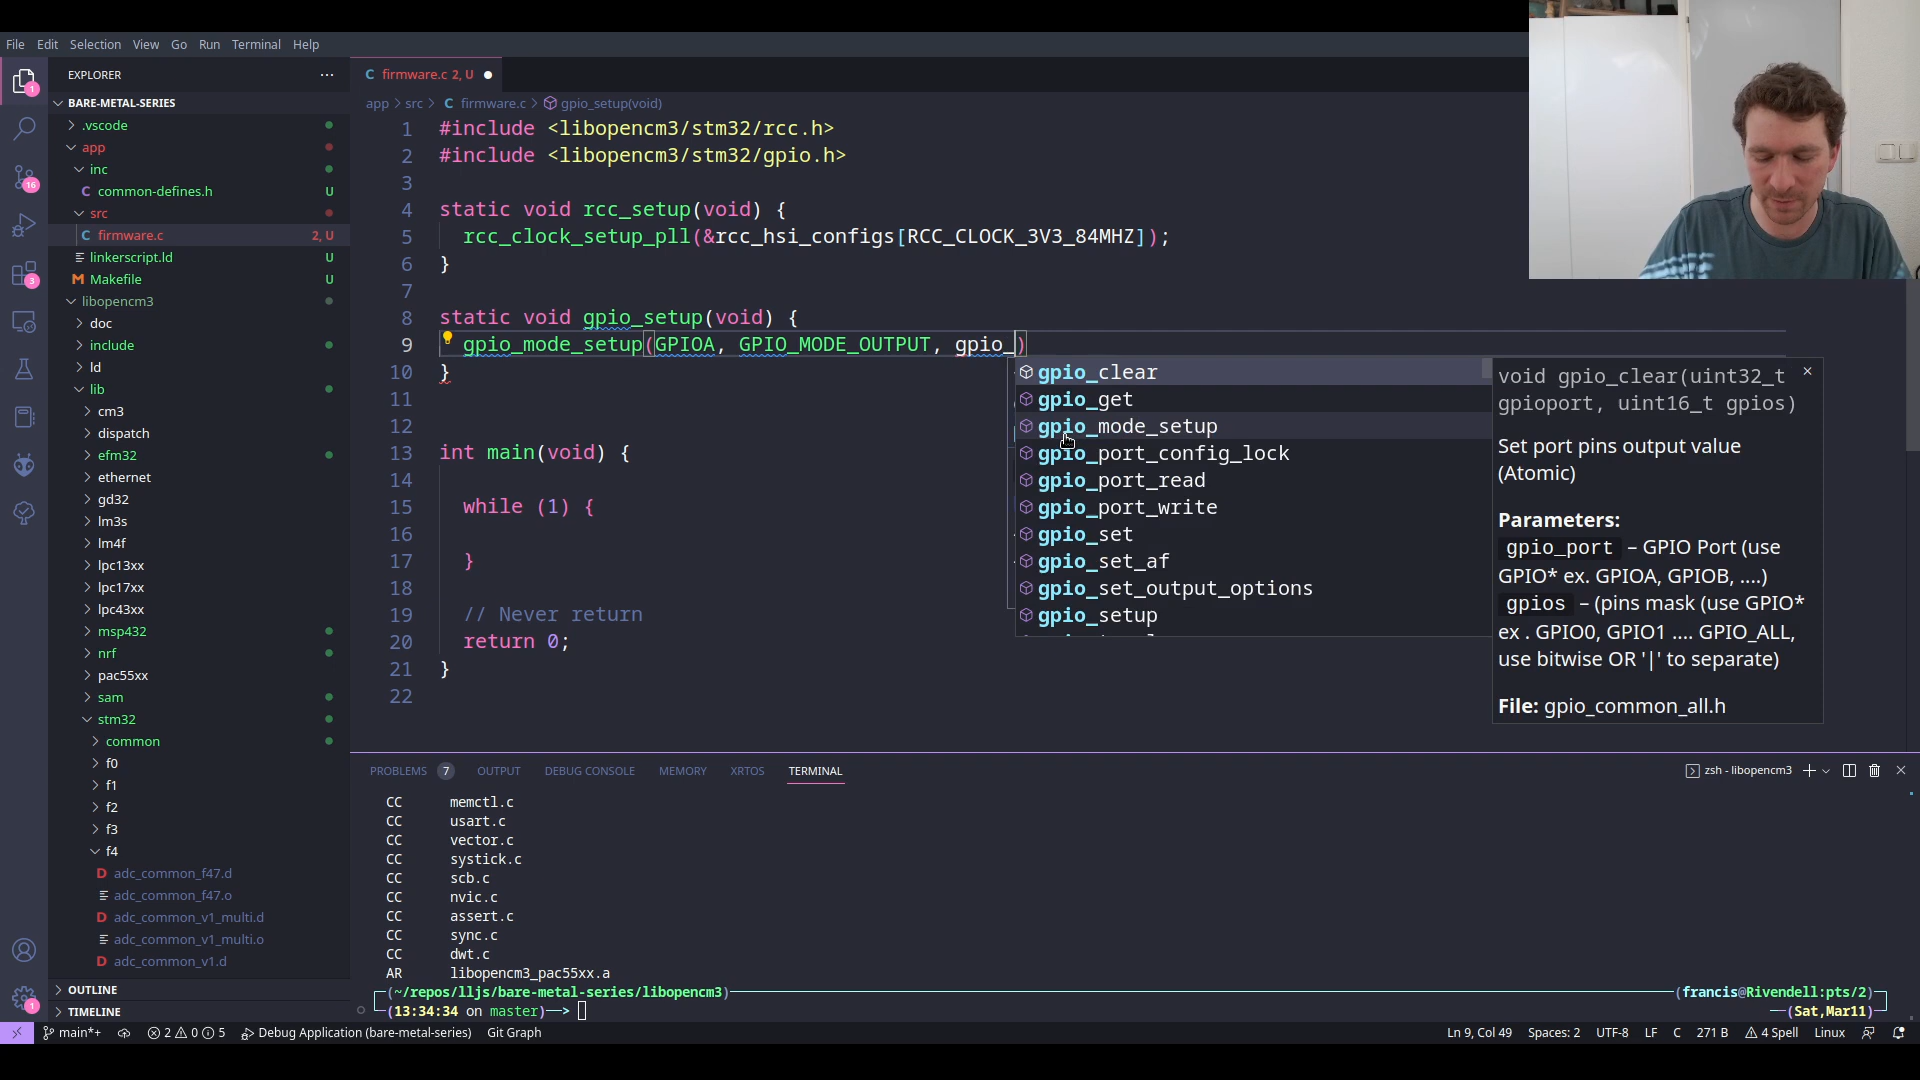 File Edit Selection View Go Run Terminal Help
EXPLORER
BARE-METAL-SERIES
.vscode
app
inc
C common-defines.h U
src
C firmware.c 2, U
linkerscript.ld U
M Makefile U
libopencm3
doc
include
ld
lib
cm3
dispatch
efm32
ethernet
gd32
lm3s
lm4f
lpc13xx
lpc17xx
lpc43xx
msp432
nrf
pac55xx
sam
stm32
common
f0
f1
f2
f3
f4
D adc_common_f47.d
adc_common_f47.o
D adc_common_v1_multi.d
adc_common_v1_multi.o
D adc_common_v1.d
OUTLINE
TIMELINE
1
16
3
1
C firmware.c 2, U
app > src > C firmware.c > gpio_setup(void)
1 #include <libopencm3/stm32/rcc.h>
2 #include <libopencm3/stm32/gpio.h>
3
4 static void rcc_setup(void) {
5 rcc_clock_setup_pll(&rcc_hsi_configs[RCC_CLOCK_3V3_84MHZ]);
6 }
7
8 static void gpio_setup(void) {
9 gpio_mode_setup(GPIOA, GPIO_MODE_OUTPUT, gpio_)
10 }
11
12
13 int main(void) {
14
15 while (1) {
16
17 }
18
19 // Never return
20 return 0;
21 }
22
gpio_clear
gpio_get
gpio_mode_setup
gpio_port_config_lock
gpio_port_read
gpio_port_write
gpio_set
gpio_set_af
gpio_set_output_options
gpio_setup
void gpio_clear(uint32_t
gpioport, uint16_t gpios)
Set port pins output value
(Atomic)
Parameters:
gpio_port – GPIO Port (use
GPIO* ex. GPIOA, GPIOB, ....)
gpios – (pins mask (use GPIO*
ex . GPIO0, GPIO1 .... GPIO_ALL,
use bitwise OR '|' to separate)
File: gpio_common_all.h
PROBLEMS 7 OUTPUT DEBUG CONSOLE MEMORY XRTOS TERMINAL
zsh - libopencm3
CC memctl.c
CC usart.c
CC vector.c
CC systick.c
CC scb.c
CC nvic.c
CC assert.c
CC sync.c
CC dwt.c
AR libopencm3_pac55xx.a
(~/repos/lljs/bare-metal-series/libopencm3) (francis@Rivendell:pts/2)
(13:34:34 on master)—> (Sat,Mar11)
main*+ 2 0 5 Debug Application (bare-metal-series) Git Graph
Ln 9, Col 49 Spaces: 2 UTF-8 LF C 271 B 4 Spell Linux